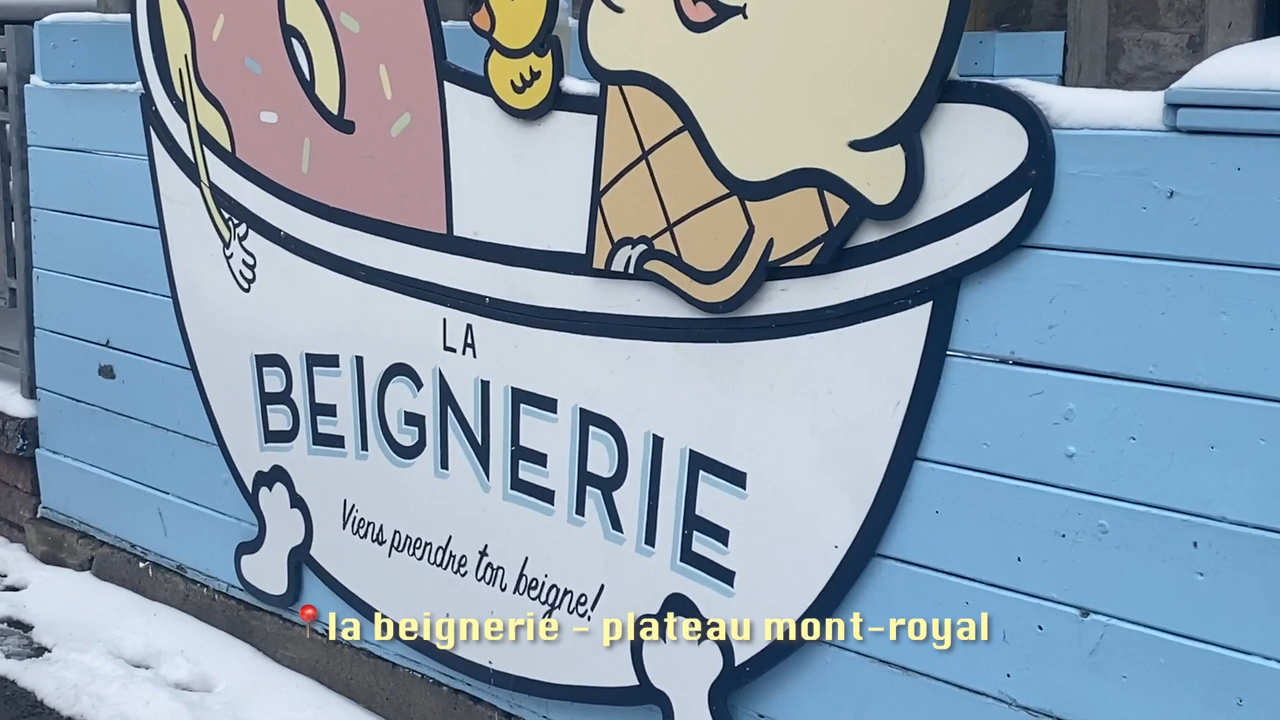 LA
BEIGNERIE
Viens prendre ton beigne!
📍la beignerie - plateau mont-royal